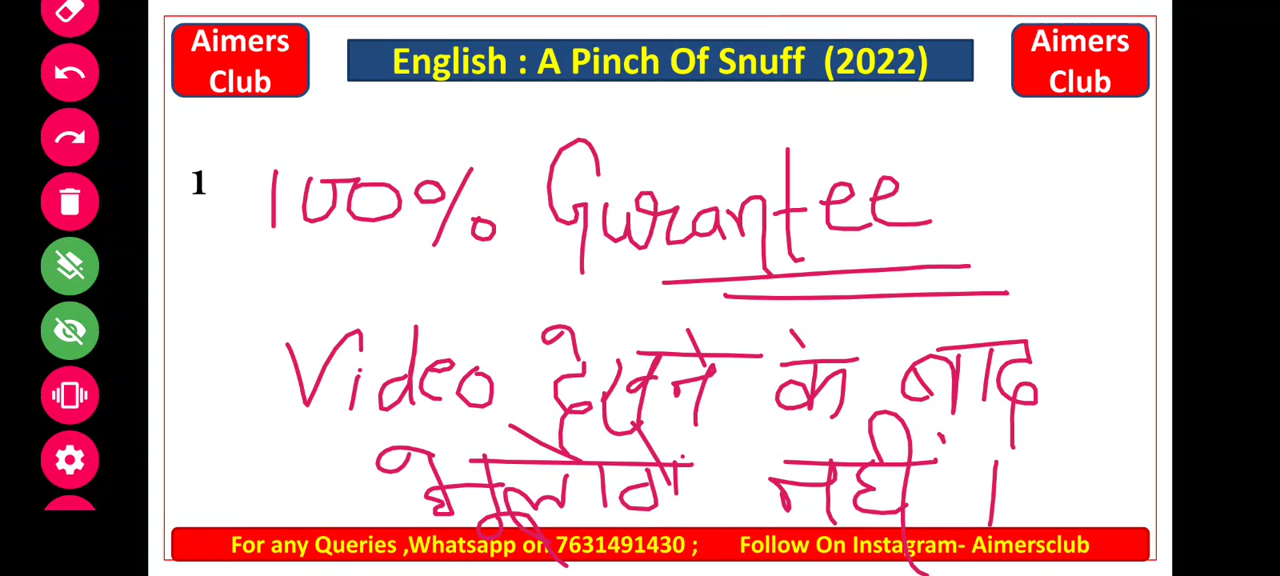 Aimers Club
English : A Pinch Of Snuff (2022)
Aimers Club
1 100% Gurantee
Video देखने के बाद
भूलोगे नहीं ।
For any Queries ,Whatsapp on 7631491430 ; Follow On Instagram- Aimersclub